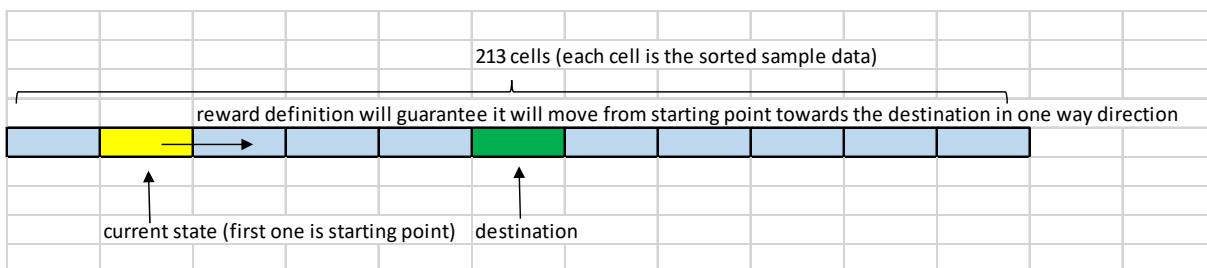 213 cells (each cell is the sorted sample data)
reward definition will guarantee it will move from starting point towards the destination in one way direction
current state (first one is starting point)
destination